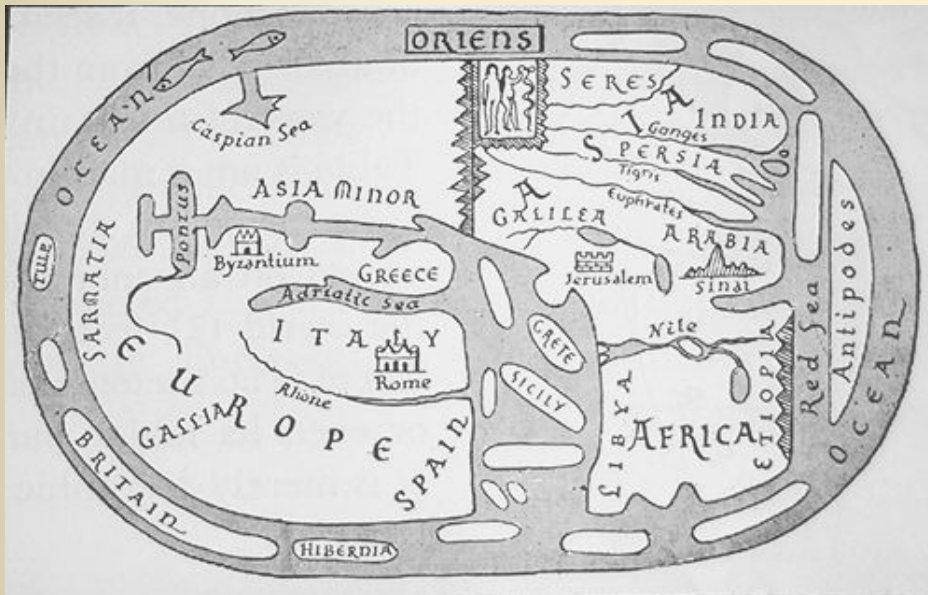 ORIENS
OCEAN
Caspian Sea
SERES
ASIA
INDIA
Ganges
PERSIA
Tigris
Euphrates
ASIA MINOR
Pontus
Byzantium
GALILEA
ARABIA
Jerusalem
Sinai
GREECE
Adriatic Sea
ITALY
Rome
Rhone
SARMATIA
EUROPE
GALLIA
SPAIN
CRETE
SICILY
Nile
LIBYA
AFRICA
ETIOPIA
Red Sea
Antipodes
OCEAN
BRITAIN
HIBERNIA